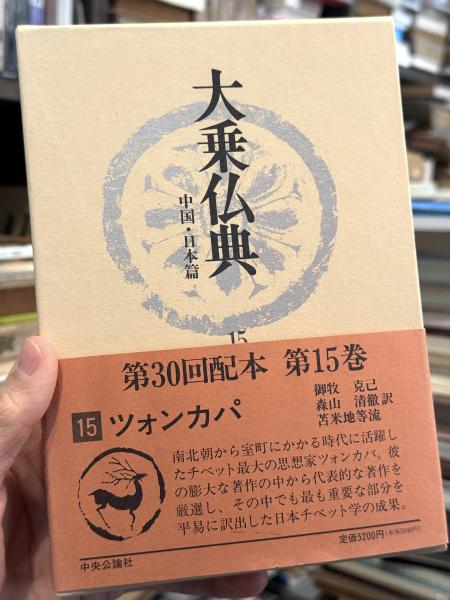 大乗仏典
中国・日本篇
15
第30回配本 第15巻
15 ツォンカパ
御牧 克己
森山 清徹 訳
苫米地等流
南北朝から室町にかかる時代に活躍し
たチベット最大の思想家ツォンカパ。彼
の膨大な著作の中から代表的な著作を
厳選し、その中でも最も重要な部分を
平易に訳出した日本チベット学の成果。
中央公論社
定価5200円(本体5049円)